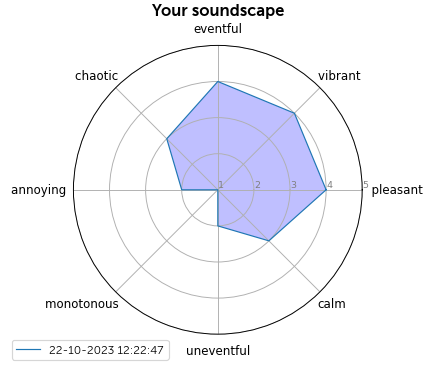 Your soundscape
eventful
chaotic
vibrant
annoying
1
2
3
4
5
pleasant
monotonous
calm
uneventful
22-10-2023 12:22:47